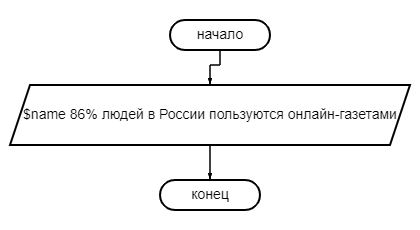 начало
$name 86% людей в России пользуются онлайн-газетами
конец